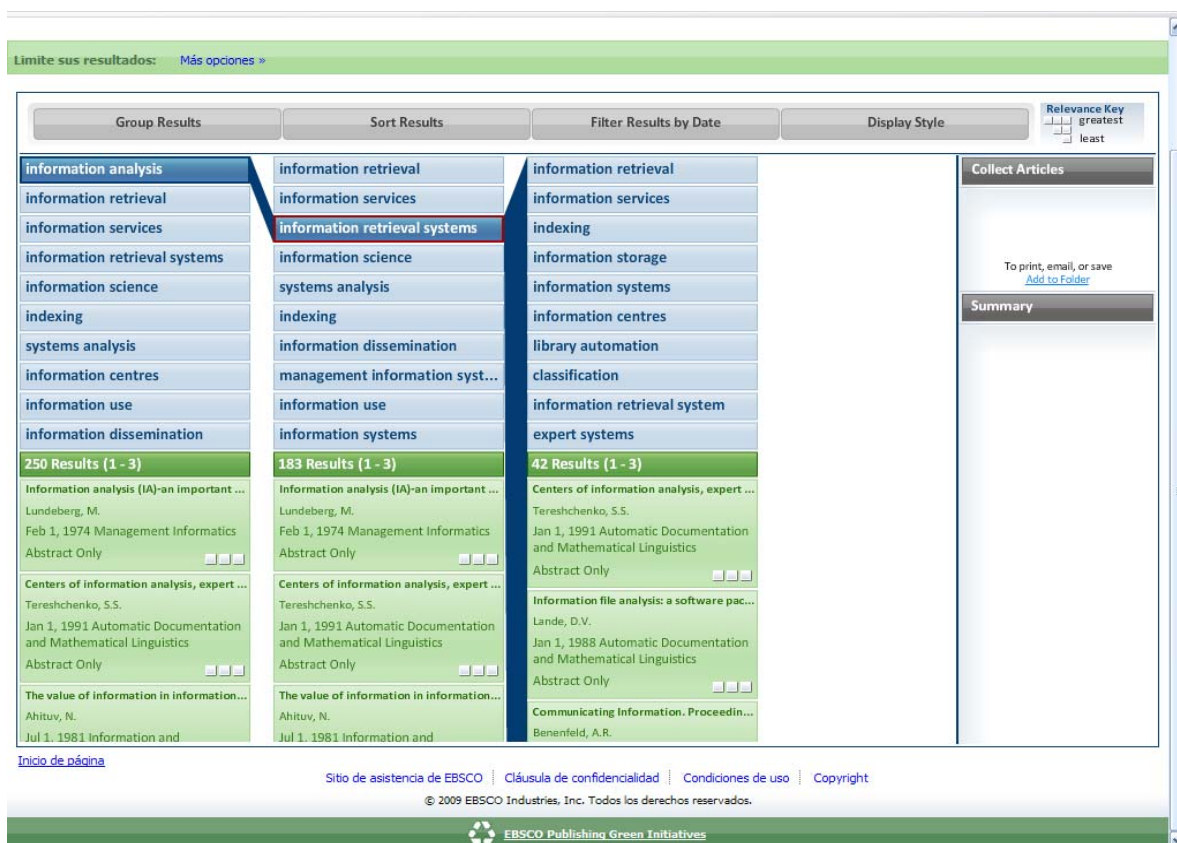 Limite sus resultados: Más opciones »
Group Results
Sort Results
Filter Results by Date
Display Style
Relevance Key
greatest
least
information analysis
information retrieval
information services
information retrieval systems
information science
indexing
systems analysis
information centres
information use
information dissemination
250 Results (1 - 3)
Information analysis (IA)-an important ...
Lundeberg, M.
Feb 1, 1974 Management Informatics
Abstract Only
Centers of information analysis, expert ...
Tereshchenko, S.S.
Jan 1, 1991 Automatic Documentation
and Mathematical Linguistics
Abstract Only
The value of information in information...
Ahituv, N.
Jul 1, 1981 Information and
information retrieval
information services
information retrieval systems
information science
systems analysis
indexing
information dissemination
management information syst...
information use
information systems
183 Results (1 - 3)
Information analysis (IA)-an important ...
Lundeberg, M.
Feb 1, 1974 Management Informatics
Abstract Only
Centers of information analysis, expert ...
Tereshchenko, S.S.
Jan 1, 1991 Automatic Documentation
and Mathematical Linguistics
Abstract Only
The value of information in information...
Ahituv, N.
Jul 1, 1981 Information and
information retrieval
information services
indexing
information storage
information systems
information centres
library automation
classification
information retrieval system
expert systems
42 Results (1 - 3)
Centers of information analysis, expert ...
Tereshchenko, S.S.
Jan 1, 1991 Automatic Documentation
and Mathematical Linguistics
Abstract Only
Information file analysis: a software pac...
Lande, D.V.
Jan 1, 1988 Automatic Documentation
and Mathematical Linguistics
Abstract Only
Communicating Information. Proceedin...
Benenfeld, A.R.
Collect Articles
To print, email, or save
Add to Folder
Summary
Inicio de página
Sitio de asistencia de EBSCO Cláusula de confidencialidad Condiciones de uso Copyright
© 2009 EBSCO Industries, Inc. Todos los derechos reservados.
EBSCO Publishing Green Initiatives